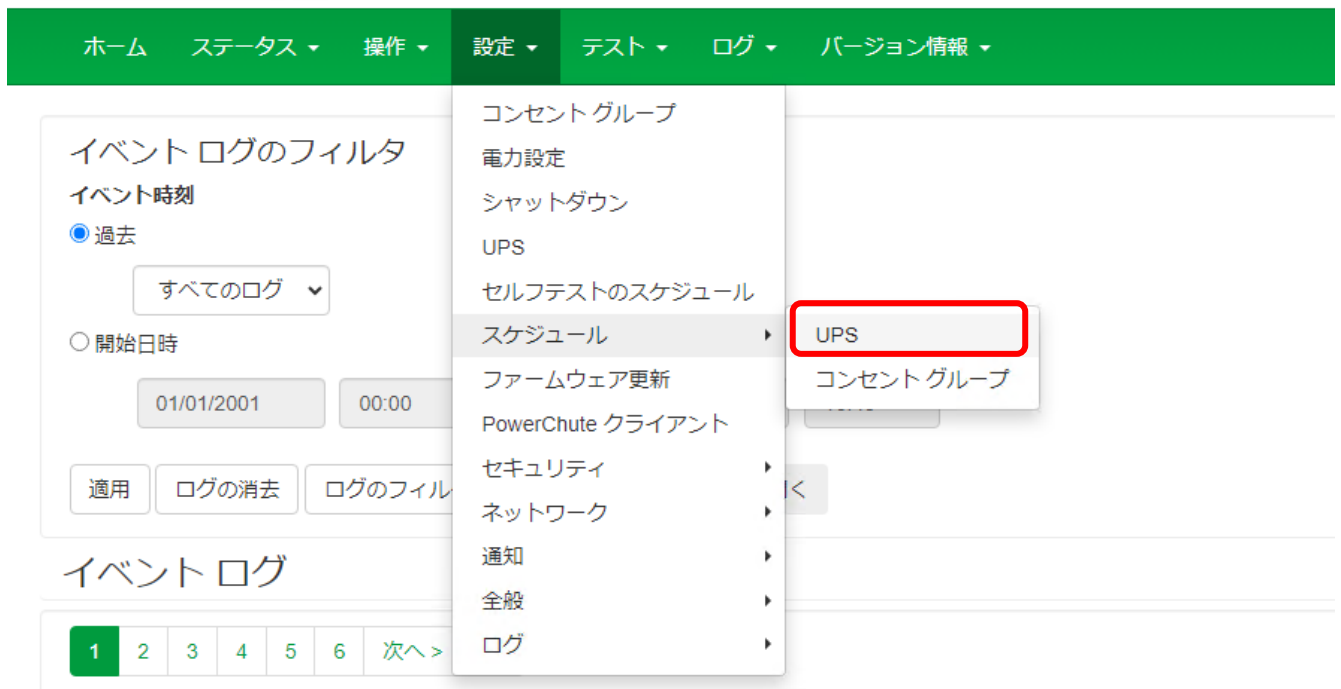 ホーム ステータス 操作 設定 テスト ログ バージョン情報
イベント ログのフィルタ
イベント時刻
過去
すべてのログ
開始日時
01/01/2001 00:00
適用 ログの消去 ログのフィル く
イベント ログ
1 2 3 4 5 6 次へ >
コンセント グループ
電力設定
シャットダウン
UPS
セルフテストのスケジュール
スケジュール
ファームウェア更新
PowerChute クライアント
セキュリティ
ネットワーク
通知
全般
ログ
UPS
コンセント グループ